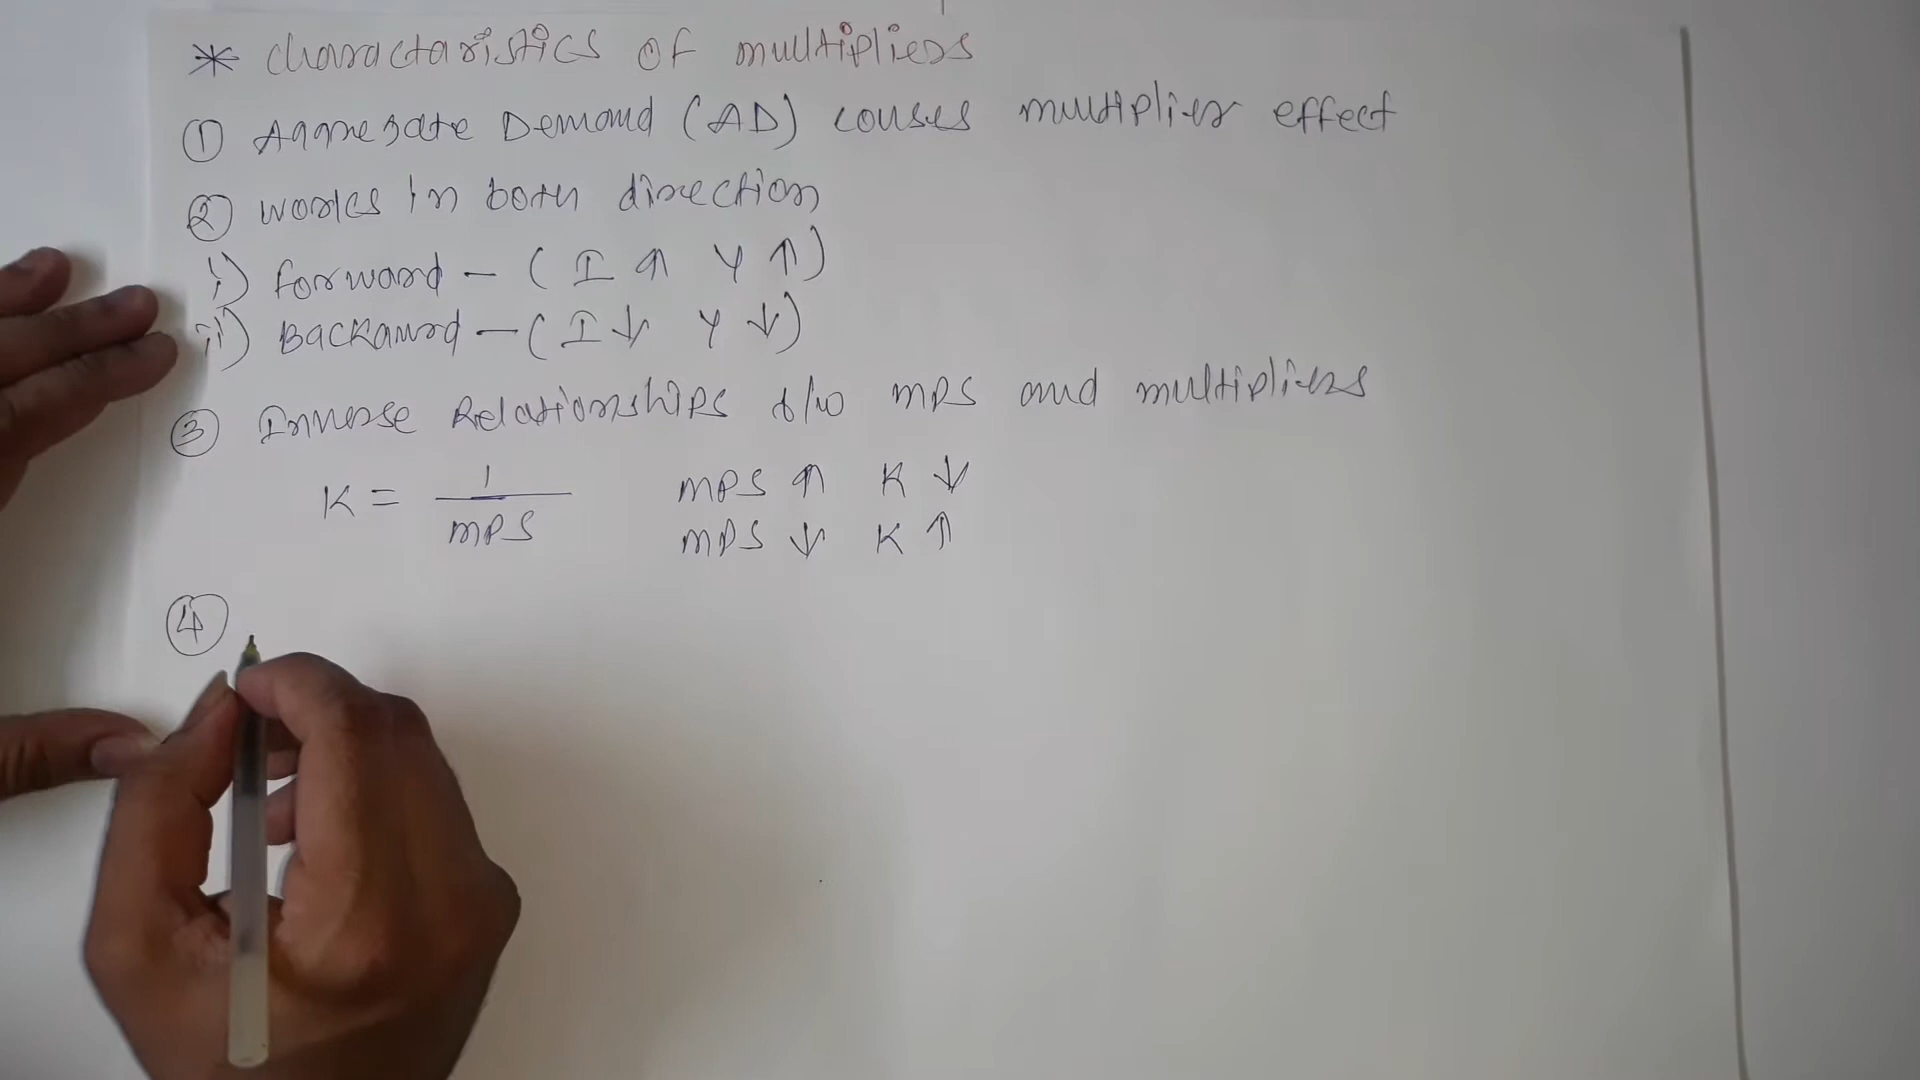 * characteristics of multipliers
① Aggregate Demand (AD) causes multiplier effect
② works in both direction
i) forward - (I ↑ Y ↑)
ii) Backaward - (I ↓ Y ↓)
③ Inverse Relationships b/w MPS and multipliers
K = 1 / MPS MPS ↑ K ↓
MPS ↓ K ↑
④